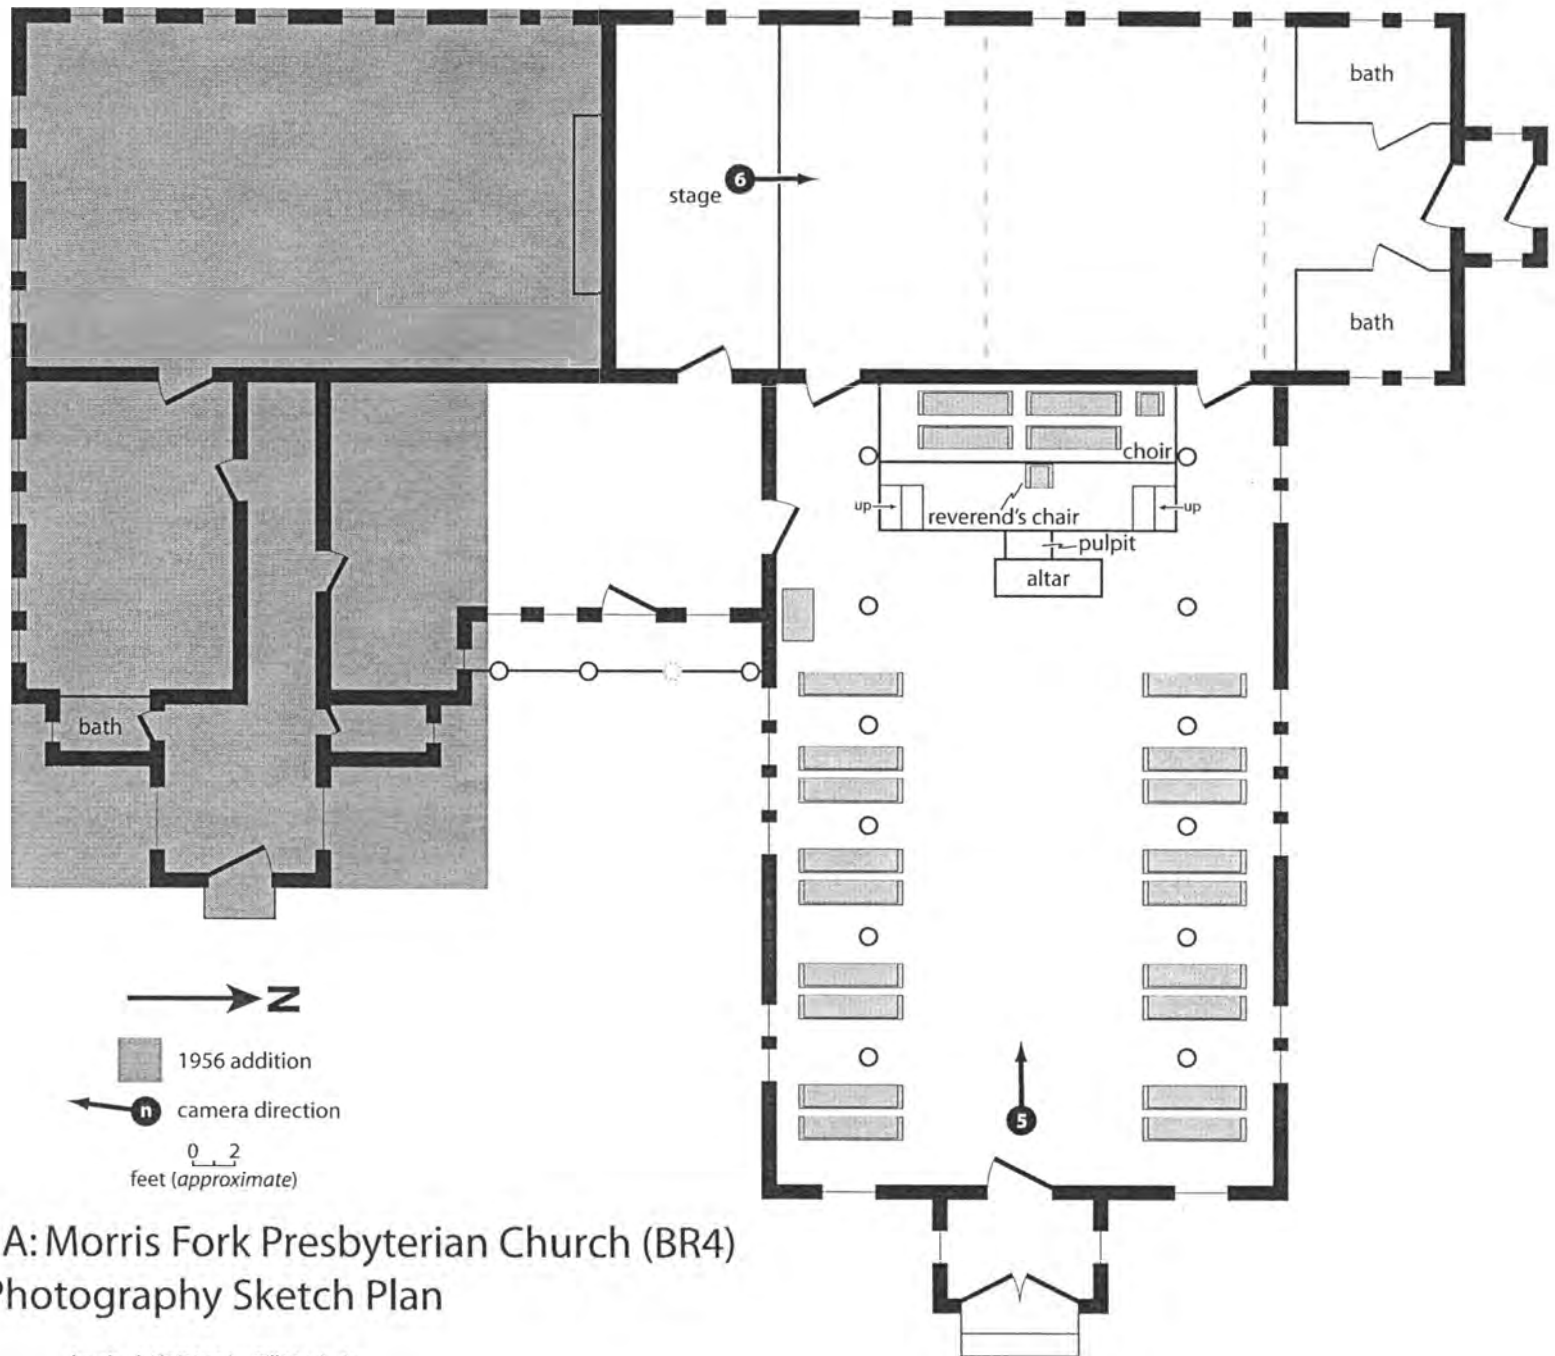 bath
6
stage
bath
choir
up
up
reverend's chair
pulpit
altar
bath
N
1956 addition
n camera direction
5
0 2
feet (approximate)
A: Morris Fork Presbyterian Church (BR4)
Photography Sketch Plan